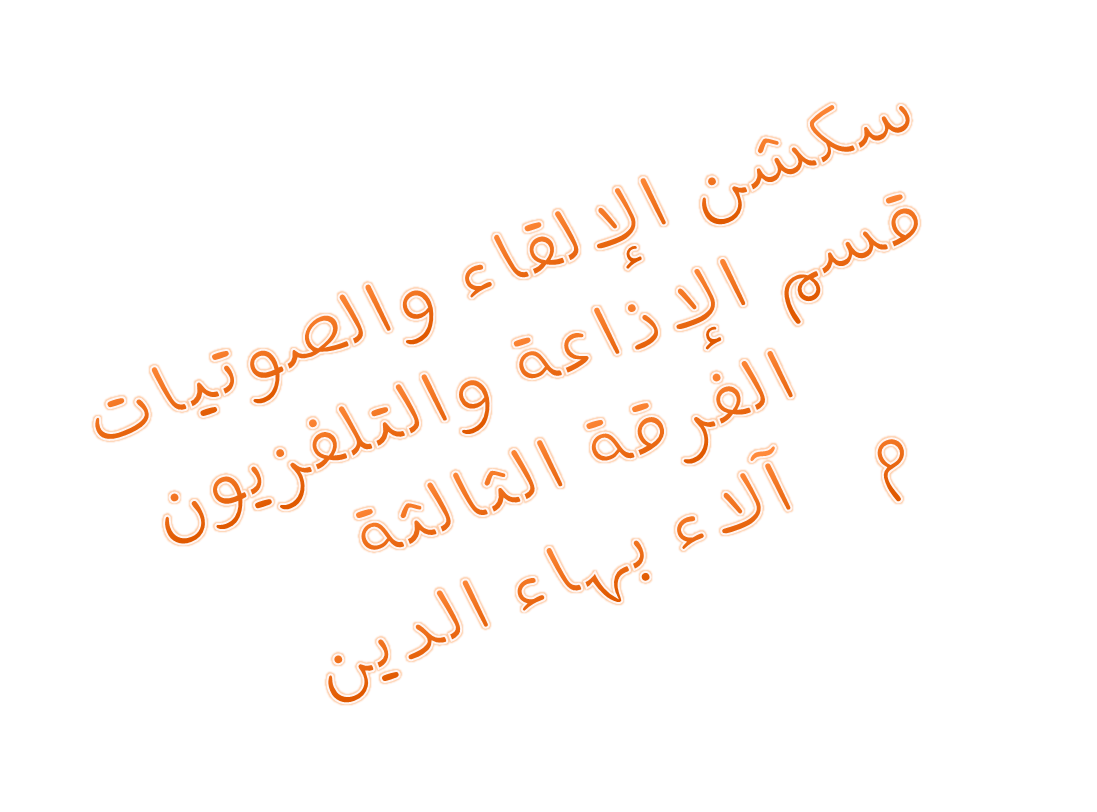 سكشن الإلقاء والصوتيات
قسم الإذاعة والتلفزيون
الفرقة الثالثة
م آلاء بهاء الدين